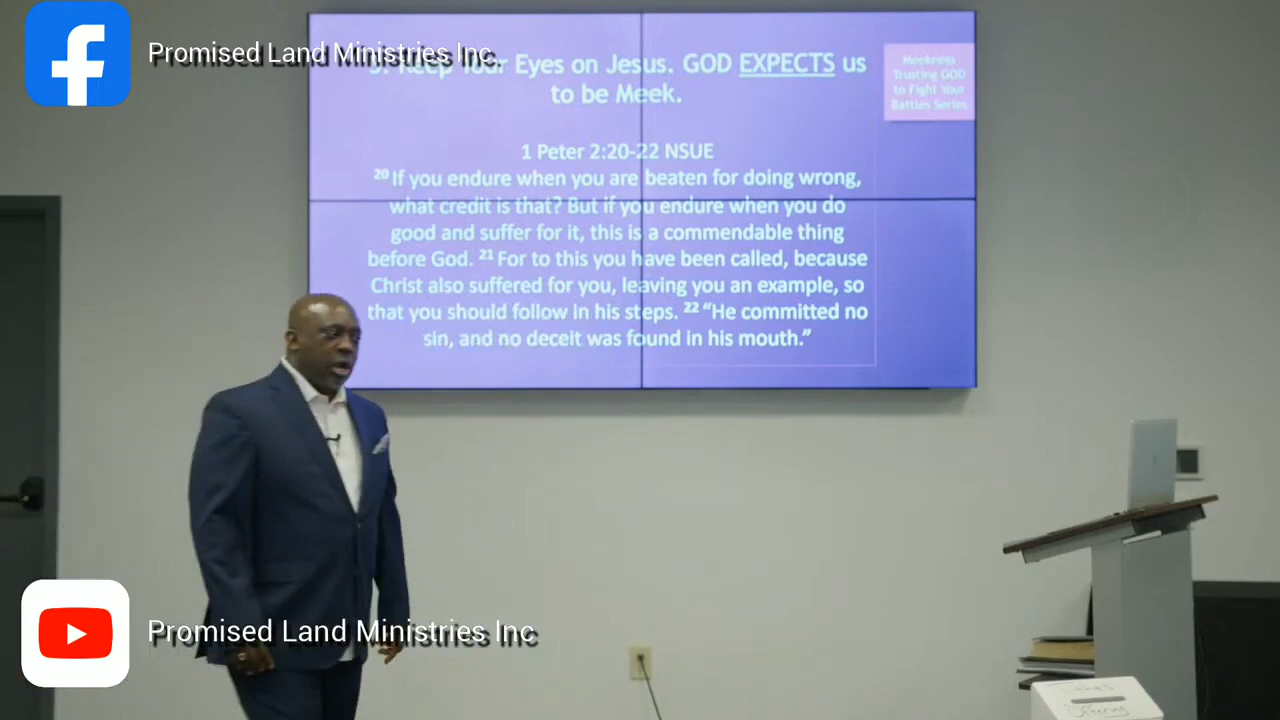 Promised Land Ministries Inc.
Keep Your Eyes on Jesus. GOD EXPECTS us
to be Meek.
Meekness
Trusting GOD
to Fight Your
Battles Series
1 Peter 2:20-22 NSUE
20 If you endure when you are beaten for doing wrong,
what credit is that? But if you endure when you do
good and suffer for it, this is a commendable thing
before God. 21 For to this you have been called, because
Christ also suffered for you, leaving you an example, so
that you should follow in his steps. 22 “He committed no
sin, and no deceit was found in his mouth.”
Promised Land Ministries Inc
Offering